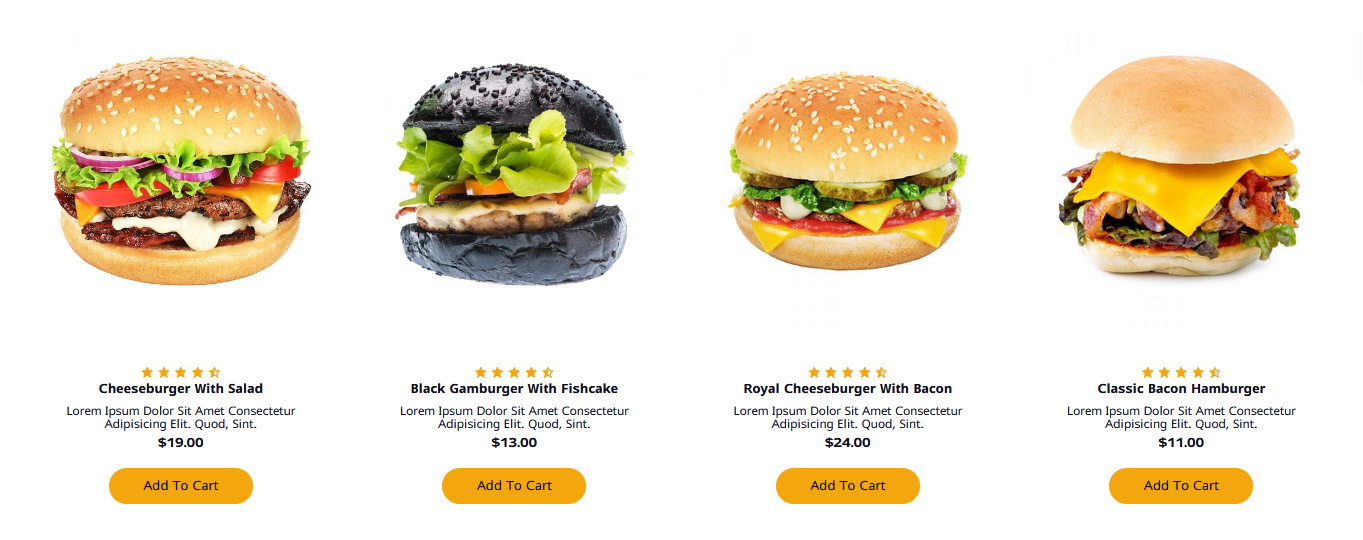 Cheeseburger With Salad
Lorem Ipsum Dolor Sit Amet Consectetur
Adipisicing Elit. Quod, Sint.
$19.00
Add To Cart
Black Gamburger With Fishcake
Lorem Ipsum Dolor Sit Amet Consectetur
Adipisicing Elit. Quod, Sint.
$13.00
Add To Cart
Royal Cheeseburger With Bacon
Lorem Ipsum Dolor Sit Amet Consectetur
Adipisicing Elit. Quod, Sint.
$24.00
Add To Cart
Classic Bacon Hamburger
Lorem Ipsum Dolor Sit Amet Consectetur
Adipisicing Elit. Quod, Sint.
$11.00
Add To Cart